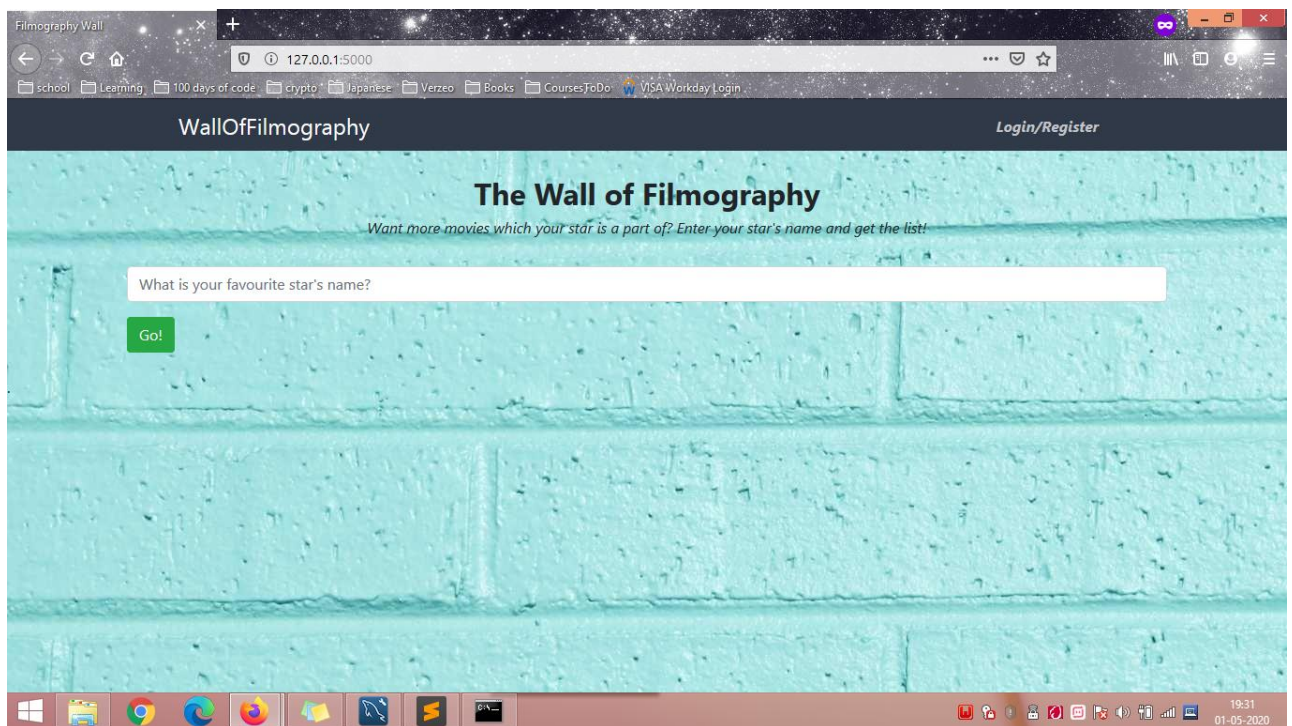 Filmography Wall
127.0.0.1:5000
school Learning 100 days of code crypto Japanese Verzeo Books CoursesToDo VISA Workday Login
WallOfFilmography Login/Register
The Wall of Filmography
Want more movies which your star is a part of? Enter your star's name and get the list!
What is your favourite star's name?
Go!
19:31
01-05-2020